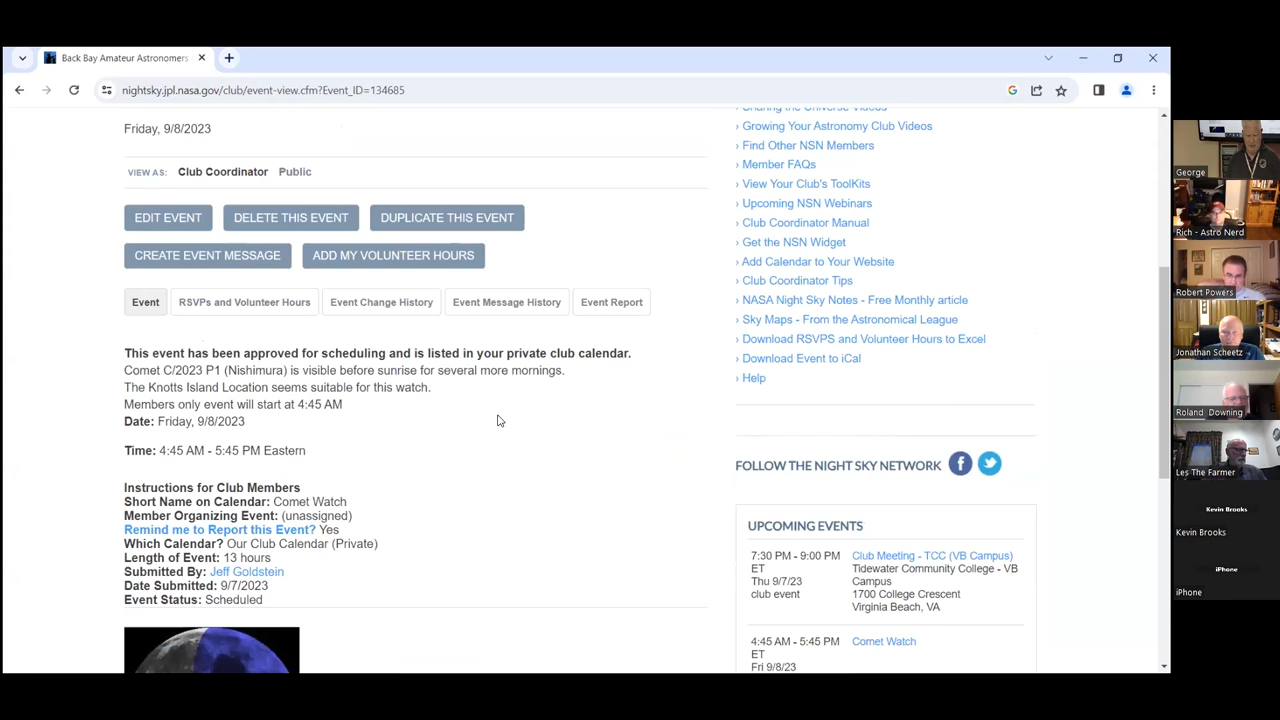 Back Bay Amateur Astronomers
nightsky.jpl.nasa.gov/club/event-view.cfm?Event_ID=134685
Friday, 9/8/2023
VIEW AS: Club Coordinator Public
EDIT EVENT DELETE THIS EVENT DUPLICATE THIS EVENT
CREATE EVENT MESSAGE ADD MY VOLUNTEER HOURS
Event RSVPs and Volunteer Hours Event Change History Event Message History Event Report
This event has been approved for scheduling and is listed in your private club calendar.
Comet C/2023 P1 (Nishimura) is visible before sunrise for several more mornings.
The Knotts Island Location seems suitable for this watch.
Members only event will start at 4:45 AM
Date: Friday, 9/8/2023
Time: 4:45 AM - 5:45 PM Eastern
Instructions for Club Members
Short Name on Calendar: Comet Watch
Member Organizing Event: (unassigned)
Remind me to Report this Event? Yes
Which Calendar? Our Club Calendar (Private)
Length of Event: 13 hours
Submitted By: Jeff Goldstein
Date Submitted: 9/7/2023
Event Status: Scheduled
› Sharing the Universe Videos
› Growing Your Astronomy Club Videos
› Find Other NSN Members
› Member FAQs
› View Your Club's ToolKits
› Upcoming NSN Webinars
› Club Coordinator Manual
› Get the NSN Widget
› Add Calendar to Your Website
› Club Coordinator Tips
› NASA Night Sky Notes - Free Monthly article
› Sky Maps - From the Astronomical League
› Download RSVPs and Volunteer Hours to Excel
› Download Event to iCal
› Help
FOLLOW THE NIGHT SKY NETWORK
UPCOMING EVENTS
7:30 PM - 9:00 PM Club Meeting - TCC (VB Campus)
ET Tidewater Community College - VB
Thu 9/7/23 Campus
club event 1700 College Crescent
Virginia Beach, VA
4:45 AM - 5:45 PM Comet Watch
ET
Fri 9/8/23
George
Rich - Astro Nerd
Robert Powers
Jonathan Scheetz
Roland Downing
Les The Farmer
Kevin Brooks
Kevin Brooks
iPhone
iPhone